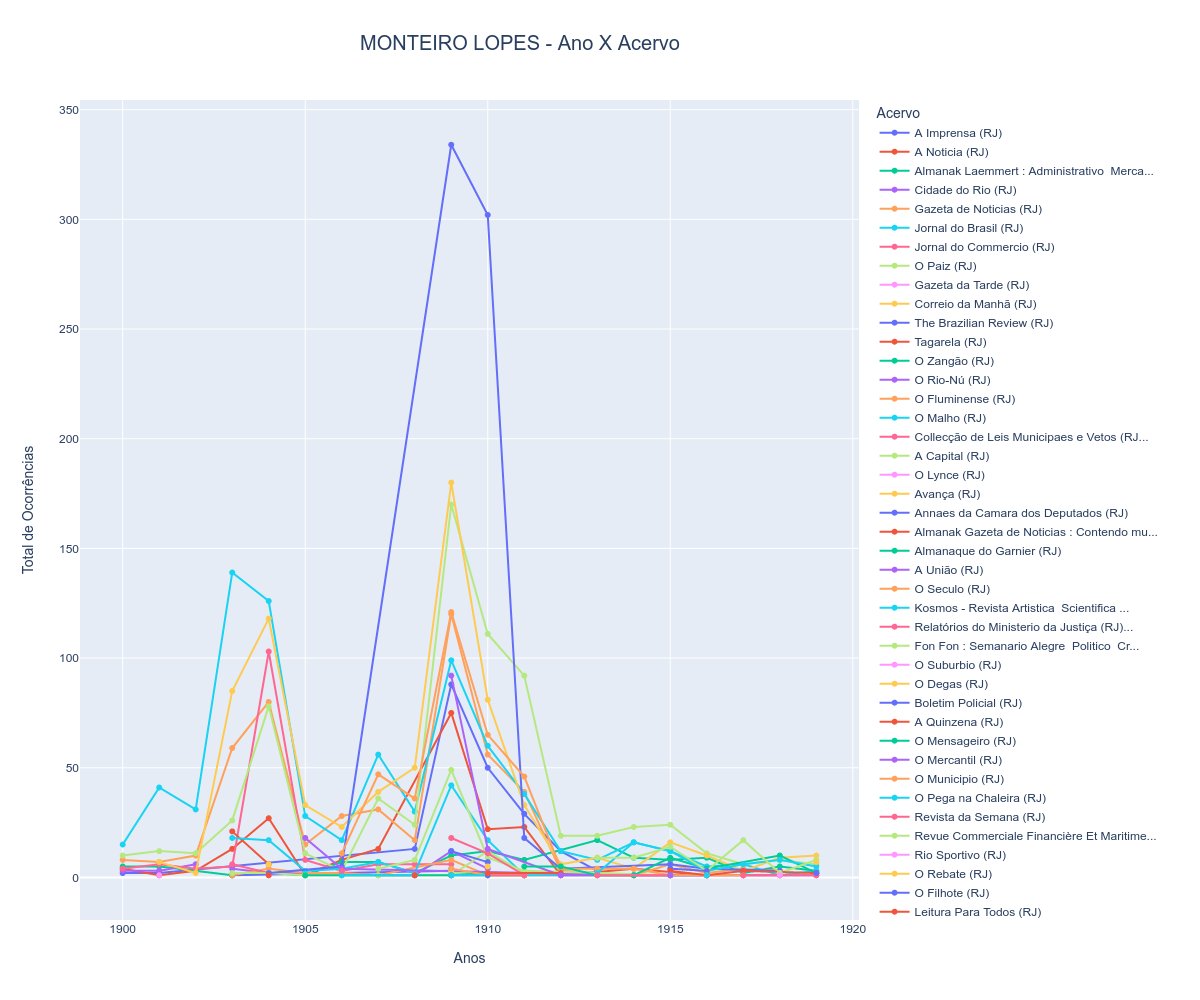 MONTEIRO LOPES - Ano X Acervo
350
300
250
200
150
100
50
0
Total de Ocorrências
1900
1905
1910
1915
1920
Anos
Acervo
A Imprensa (RJ)
A Noticia (RJ)
Almanak Laemmert : Administrativo  Merca...
Cidade do Rio (RJ)
Gazeta de Noticias (RJ)
Jornal do Brasil (RJ)
Jornal do Commercio (RJ)
O Paiz (RJ)
Gazeta da Tarde (RJ)
Correio da Manhã (RJ)
The Brazilian Review (RJ)
Tagarela (RJ)
O Zangão (RJ)
O Rio-Nú (RJ)
O Fluminense (RJ)
O Malho (RJ)
Collecção de Leis Municipaes e Vetos (RJ...
A Capital (RJ)
O Lynce (RJ)
Avança (RJ)
Annaes da Camara dos Deputados (RJ)
Almanak Gazeta de Noticias : Contendo mu...
Almanaque do Garnier (RJ)
A União (RJ)
O Seculo (RJ)
Kosmos - Revista Artistica  Scientifica ...
Relatórios do Ministerio da Justiça (RJ)...
Fon Fon : Semanario Alegre  Politico  Cr...
O Suburbio (RJ)
O Degas (RJ)
Boletim Policial (RJ)
A Quinzena (RJ)
O Mensageiro (RJ)
O Mercantil (RJ)
O Municipio (RJ)
O Pega na Chaleira (RJ)
Revista da Semana (RJ)
Revue Commerciale Financière Et Maritime...
Rio Sportivo (RJ)
O Rebate (RJ)
O Filhote (RJ)
Leitura Para Todos (RJ)